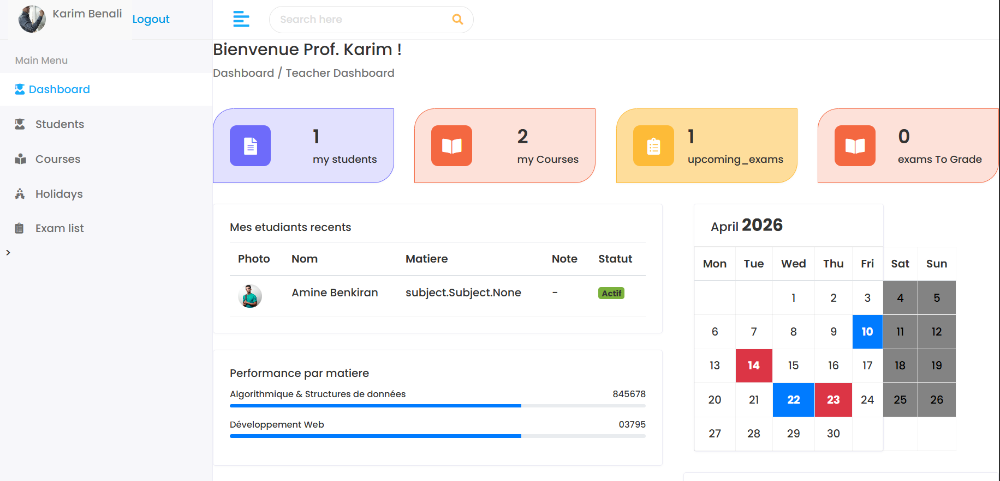 Karim Benali
Logout
Search here
Main Menu
Dashboard
Students
Courses
Holidays
Exam list
>
Bienvenue Prof. Karim !
Dashboard / Teacher Dashboard
1
my students
2
my Courses
1
upcoming_exams
0
exams To Grade
Mes etudiants recents
Photo Nom Matiere Note Statut
Amine Benkiran subject.Subject.None - Actif
Performance par matiere
Algorithmique & Structures de données 845678
Développement Web 03795
April 2026
Mon Tue Wed Thu Fri Sat Sun
1 2 3 4 5
6 7 8 9 10 11 12
13 14 15 16 17 18 19
20 21 22 23 24 25 26
27 28 29 30